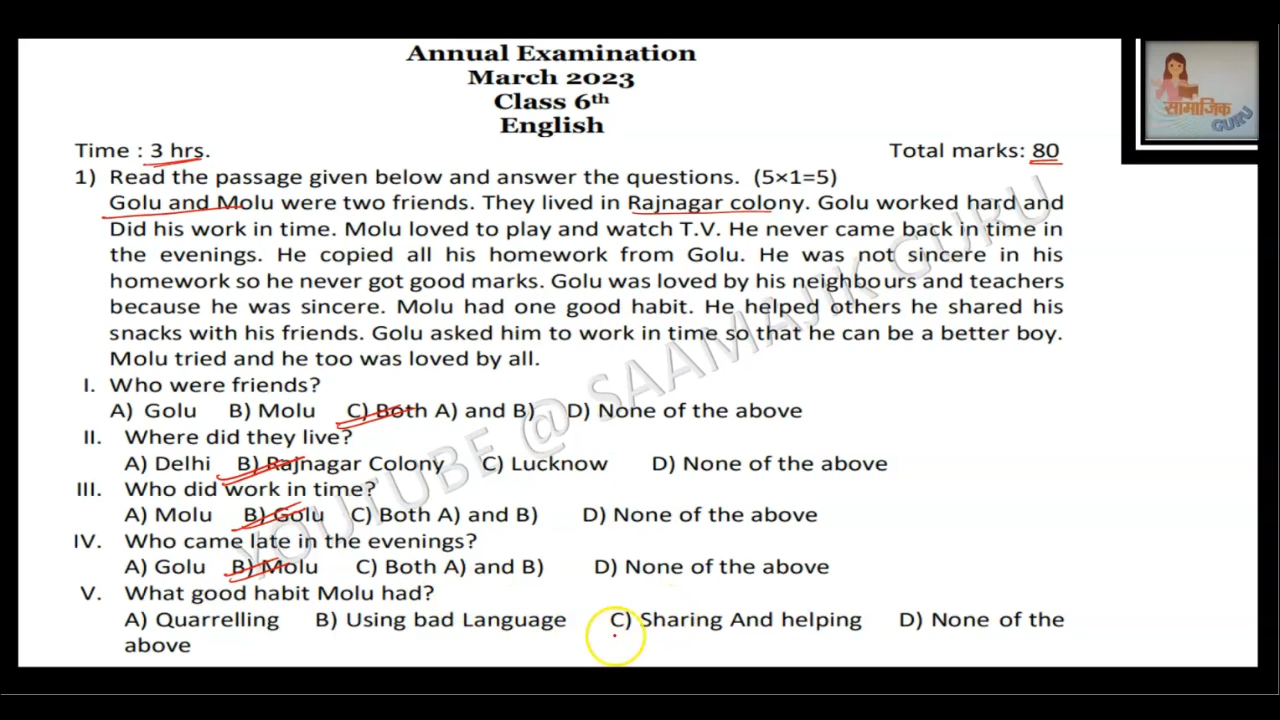 Annual Examination
March 2023
Class 6th
English
सामाजिक
GURU
Time : 3 hrs.
Total marks: 80
1) Read the passage given below and answer the questions. (5×1=5)
Golu and Molu were two friends. They lived in Rajnagar colony. Golu worked hard and
Did his work in time. Molu loved to play and watch T.V. He never came back in time in
the evenings. He copied all his homework from Golu. He was not sincere in his
homework so he never got good marks. Golu was loved by his neighbours and teachers
because he was sincere. Molu had one good habit. He helped others he shared his
snacks with his friends. Golu asked him to work in time so that he can be a better boy.
Molu tried and he too was loved by all.
I. Who were friends?
A) Golu B) Molu C) Both A) and B) D) None of the above
II. Where did they live?
A) Delhi B) Rajnagar Colony C) Lucknow D) None of the above
III. Who did work in time?
A) Molu B) Golu C) Both A) and B) D) None of the above
IV. Who came late in the evenings?
A) Golu B) Molu C) Both A) and B) D) None of the above
V. What good habit Molu had?
A) Quarrelling B) Using bad Language C) Sharing And helping D) None of the
above
YOUTUBE @ SAAMAJIK GURU